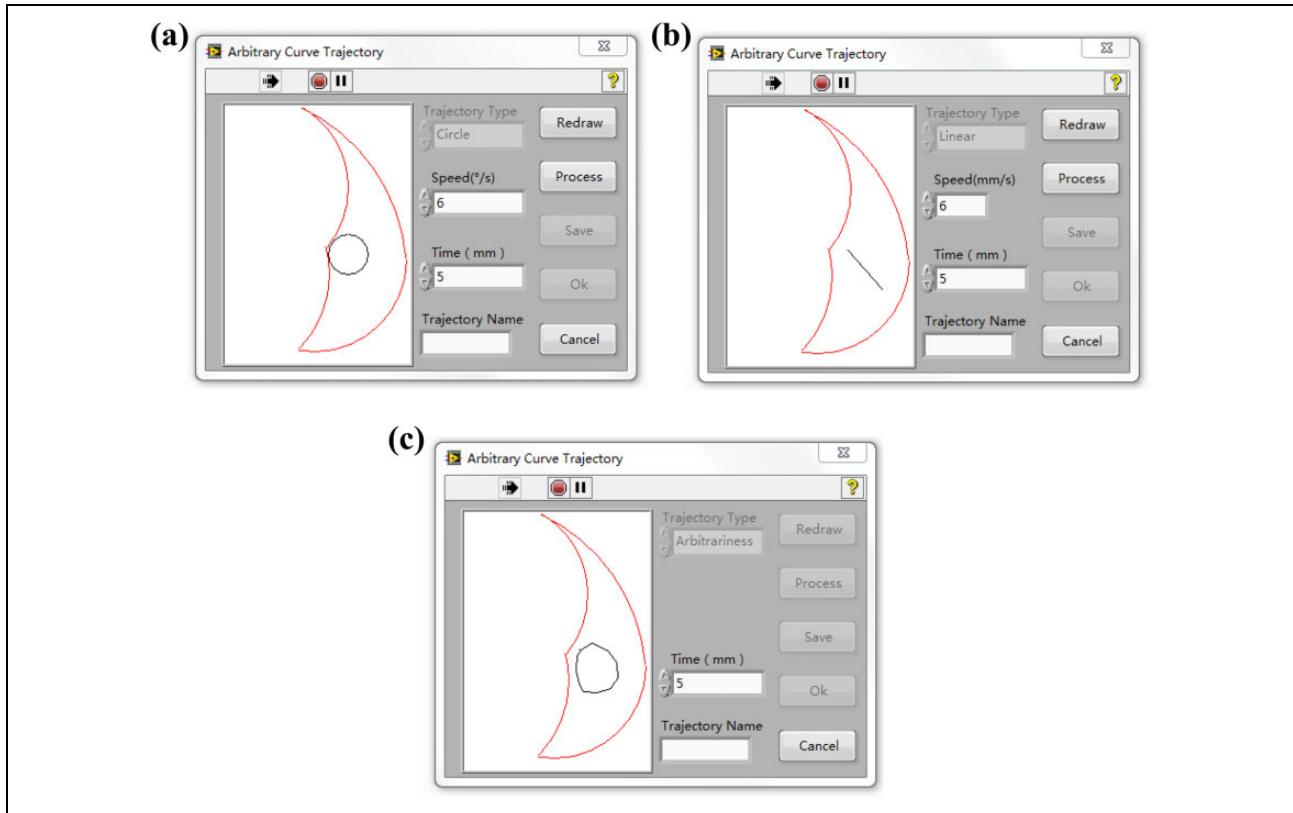 (a)
Arbitrary Curve Trajectory
?
Trajectory Type
Circle
Redraw
Speed(°/s)
6
Process
Save
Time ( mm )
5
Ok
Trajectory Name
Cancel
(b)
Arbitrary Curve Trajectory
?
Trajectory Type
Linear
Redraw
Speed(mm/s)
6
Process
Save
Time ( mm )
5
Ok
Trajectory Name
Cancel
(c)
Arbitrary Curve Trajectory
?
Trajectory Type
Arbitrariness
Redraw
Process
Save
Time ( mm )
5
Ok
Trajectory Name
Cancel